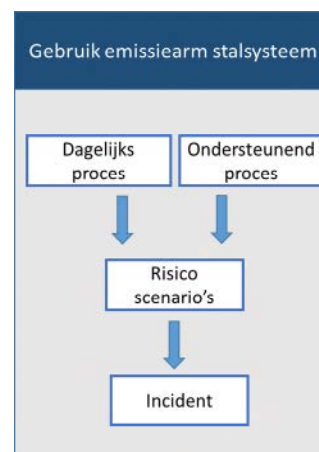 Gebruik emissiearm stalsysteem
Dagelijks
proces
Ondersteunend
proces
Risico
scenario's
Incident